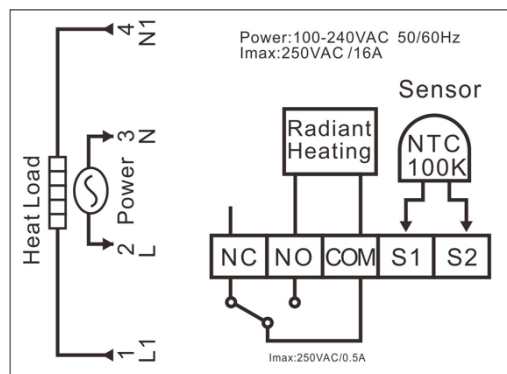 4 N1
Power:100-240VAC 50/60Hz
Imax:250VAC/16A
Sensor
Radiant
Heating
NTC
100K
3 N
Heat Load
Power
2 L
NC NO COM S1 S2
1 L1
Imax:250VAC/0.5A